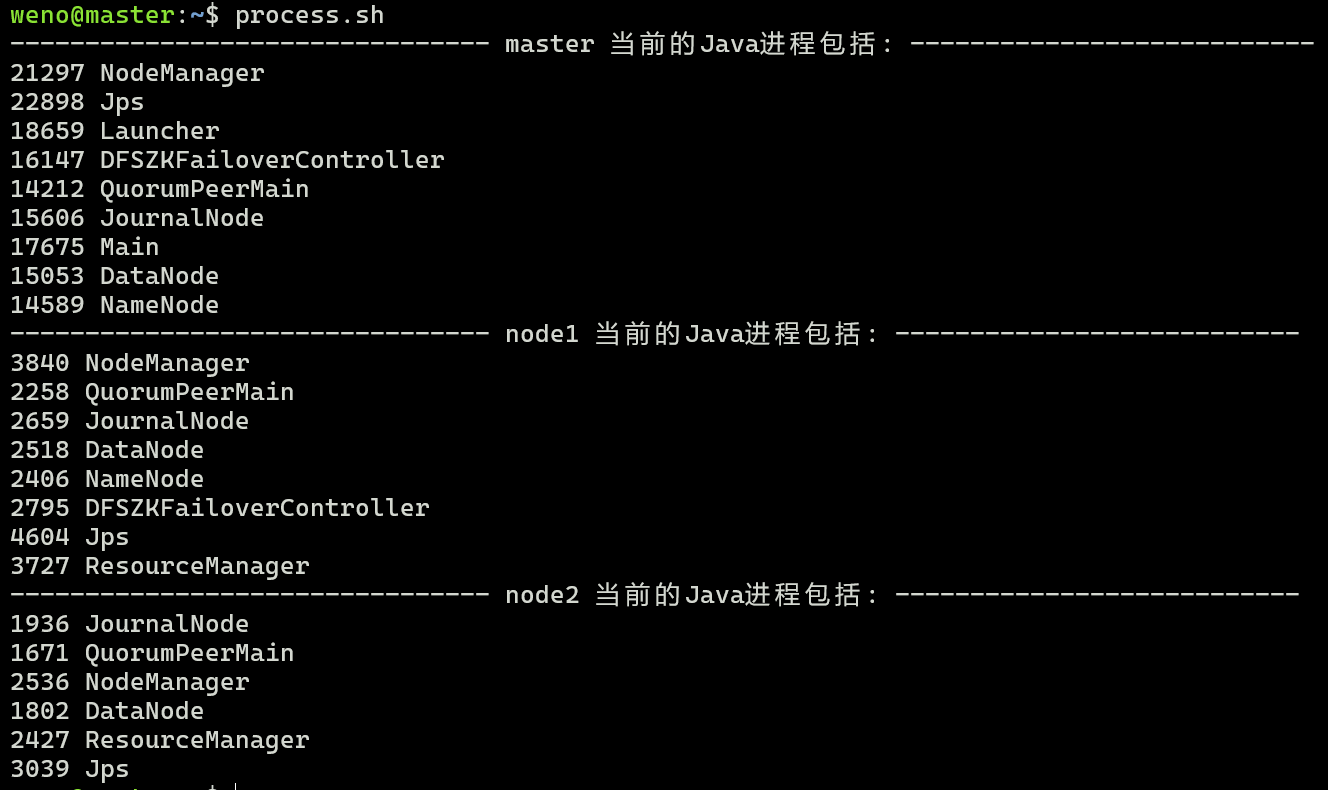 weno@master:~$ process.sh
-------------------------------- master 当前的Java进程包括: ---------------------------
21297 NodeManager
22898 Jps
18659 Launcher
16147 DFSZKFailoverController
14212 QuorumPeerMain
15606 JournalNode
17675 Main
15053 DataNode
14589 NameNode
-------------------------------- node1 当前的Java进程包括: ---------------------------
3840 NodeManager
2258 QuorumPeerMain
2659 JournalNode
2518 DataNode
2406 NameNode
2795 DFSZKFailoverController
4604 Jps
3727 ResourceManager
-------------------------------- node2 当前的Java进程包括: ---------------------------
1936 JournalNode
1671 QuorumPeerMain
2536 NodeManager
1802 DataNode
2427 ResourceManager
3039 Jps